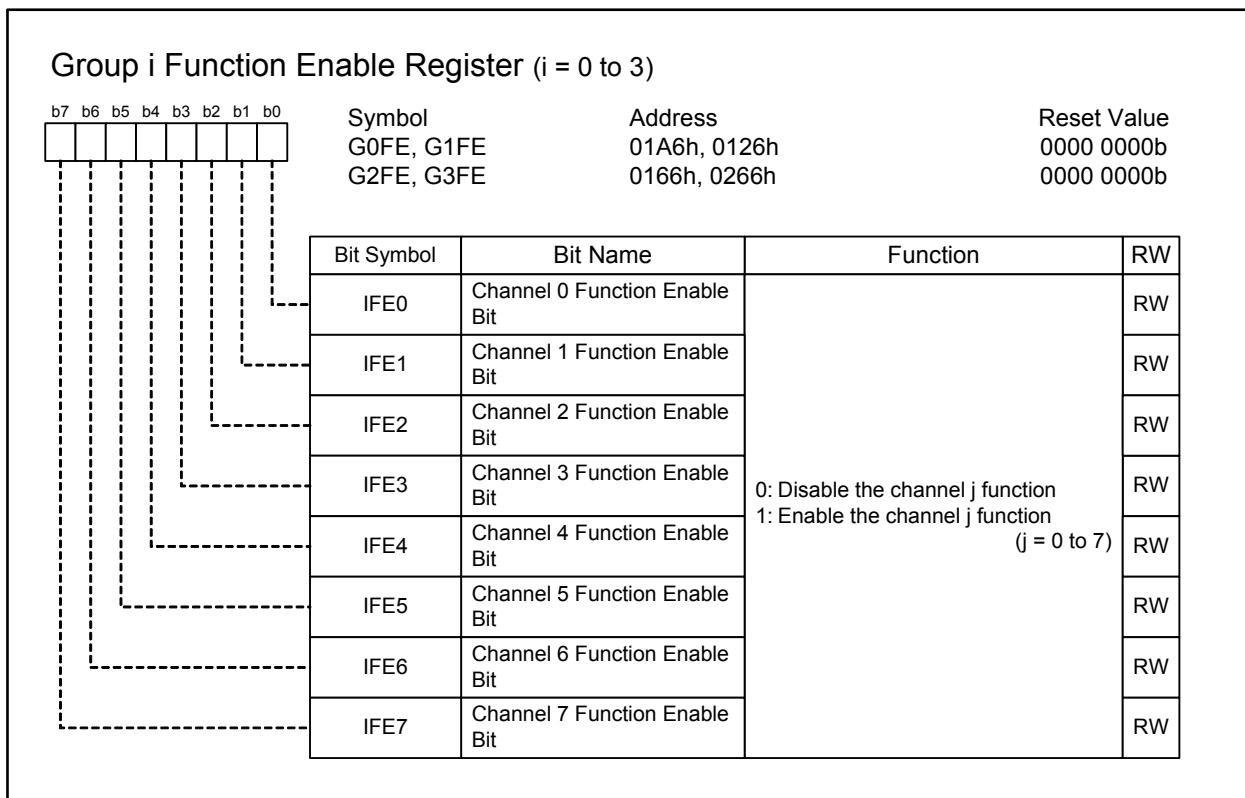 Group i Function Enable Register (i = 0 to 3)
b7 b6 b5 b4 b3 b2 b1 b0
Symbol Address Reset Value
G0FE, G1FE 01A6h, 0126h 0000 0000b
G2FE, G3FE 0166h, 0266h 0000 0000b
Bit Symbol Bit Name Function RW
IFE0 Channel 0 Function Enable
Bit RW
IFE1 Channel 1 Function Enable
Bit RW
IFE2 Channel 2 Function Enable
Bit RW
IFE3 Channel 3 Function Enable
Bit RW
0: Disable the channel j function
1: Enable the channel j function
(j = 0 to 7)
IFE4 Channel 4 Function Enable
Bit RW
IFE5 Channel 5 Function Enable
Bit RW
IFE6 Channel 6 Function Enable
Bit RW
IFE7 Channel 7 Function Enable
Bit RW